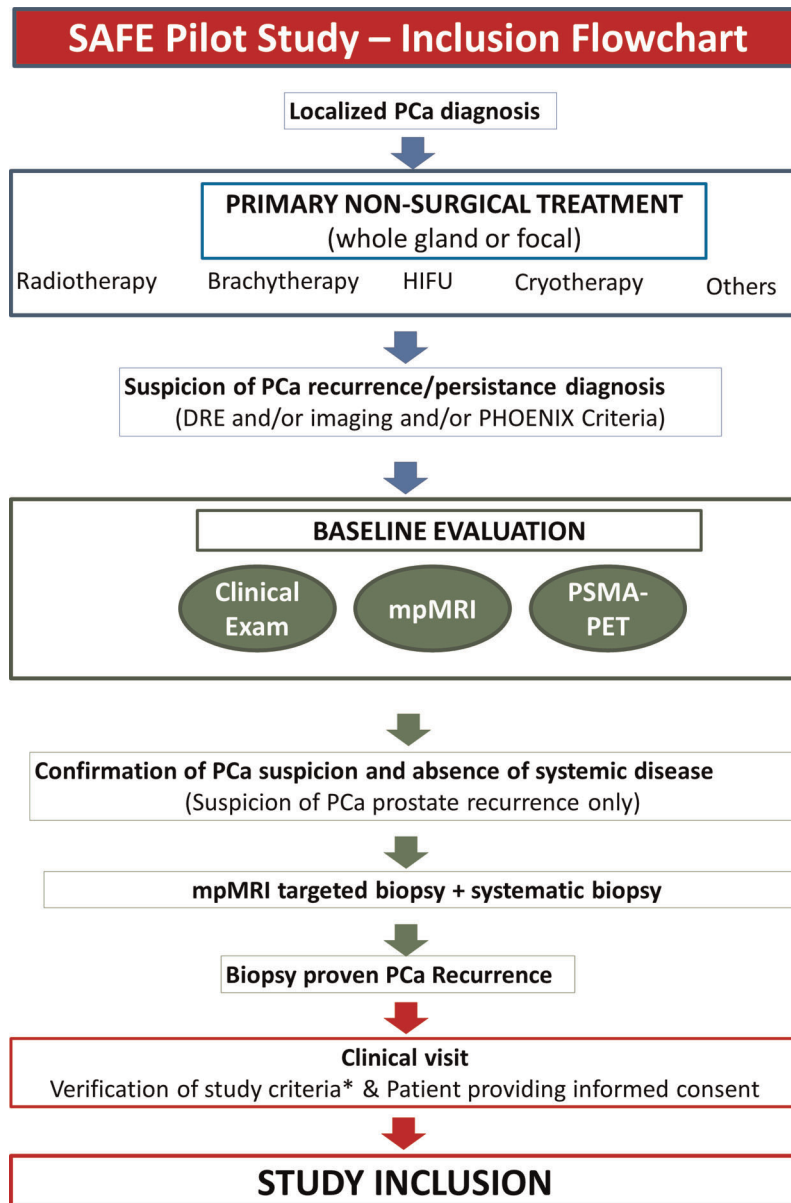 SAFE Pilot Study – Inclusion Flowchart
Localized PCa diagnosis
PRIMARY NON-SURGICAL TREATMENT
(whole gland or focal)
Radiotherapy Brachytherapy HIFU Cryotherapy Others
Suspicion of PCa recurrence/persistance diagnosis
(DRE and/or imaging and/or PHOENIX Criteria)
BASELINE EVALUATION
Clinical
Exam
mpMRI
PSMA-
PET
Confirmation of PCa suspicion and absence of systemic disease
(Suspicion of PCa prostate recurrence only)
mpMRI targeted biopsy + systematic biopsy
Biopsy proven PCa Recurrence
Clinical visit
Verification of study criteria* & Patient providing informed consent
STUDY INCLUSION